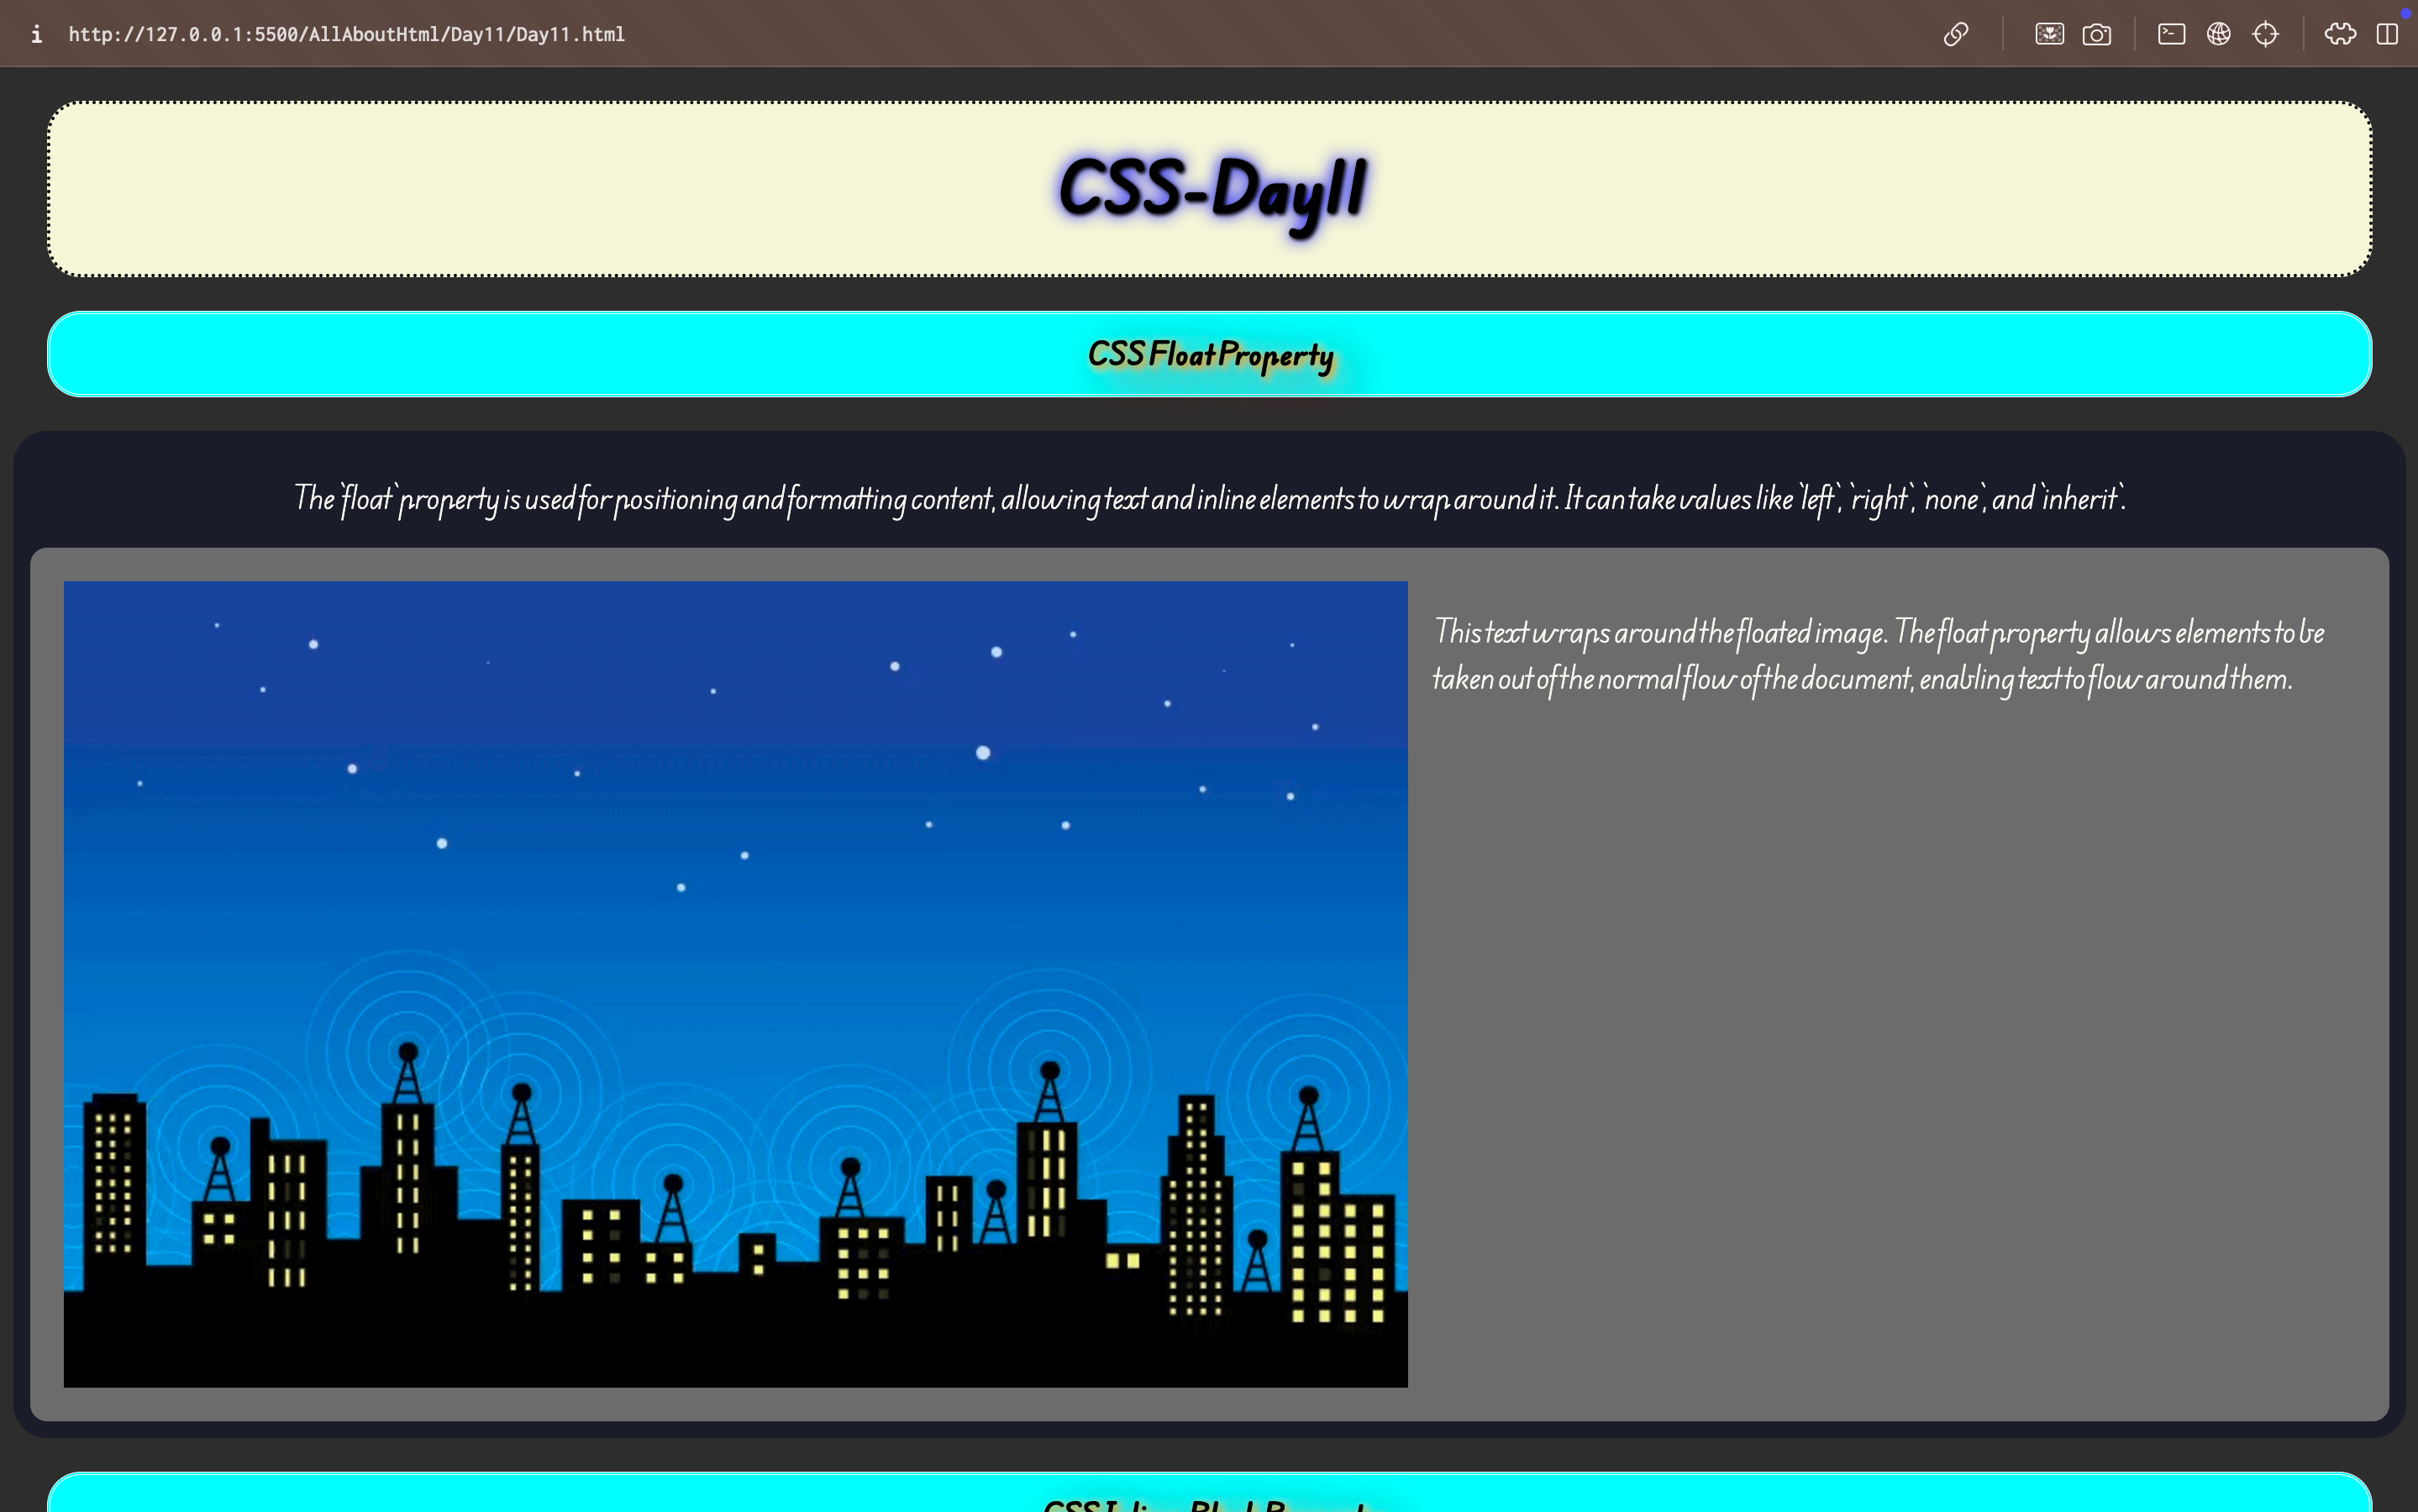 http://127.0.0.1:5500/AllAboutHtml/Day11/Day11.html
CSS-Day11
CSS Float Property
The `float` property is used for positioning and formatting content, allowing text and inline elements to wrap around it. It can take values like `left`, `right`, `none`, and `inherit`.
This text wraps around the floated image. The float property allows elements to be
taken out of the normal flow of the document, enabling text to flow around them.